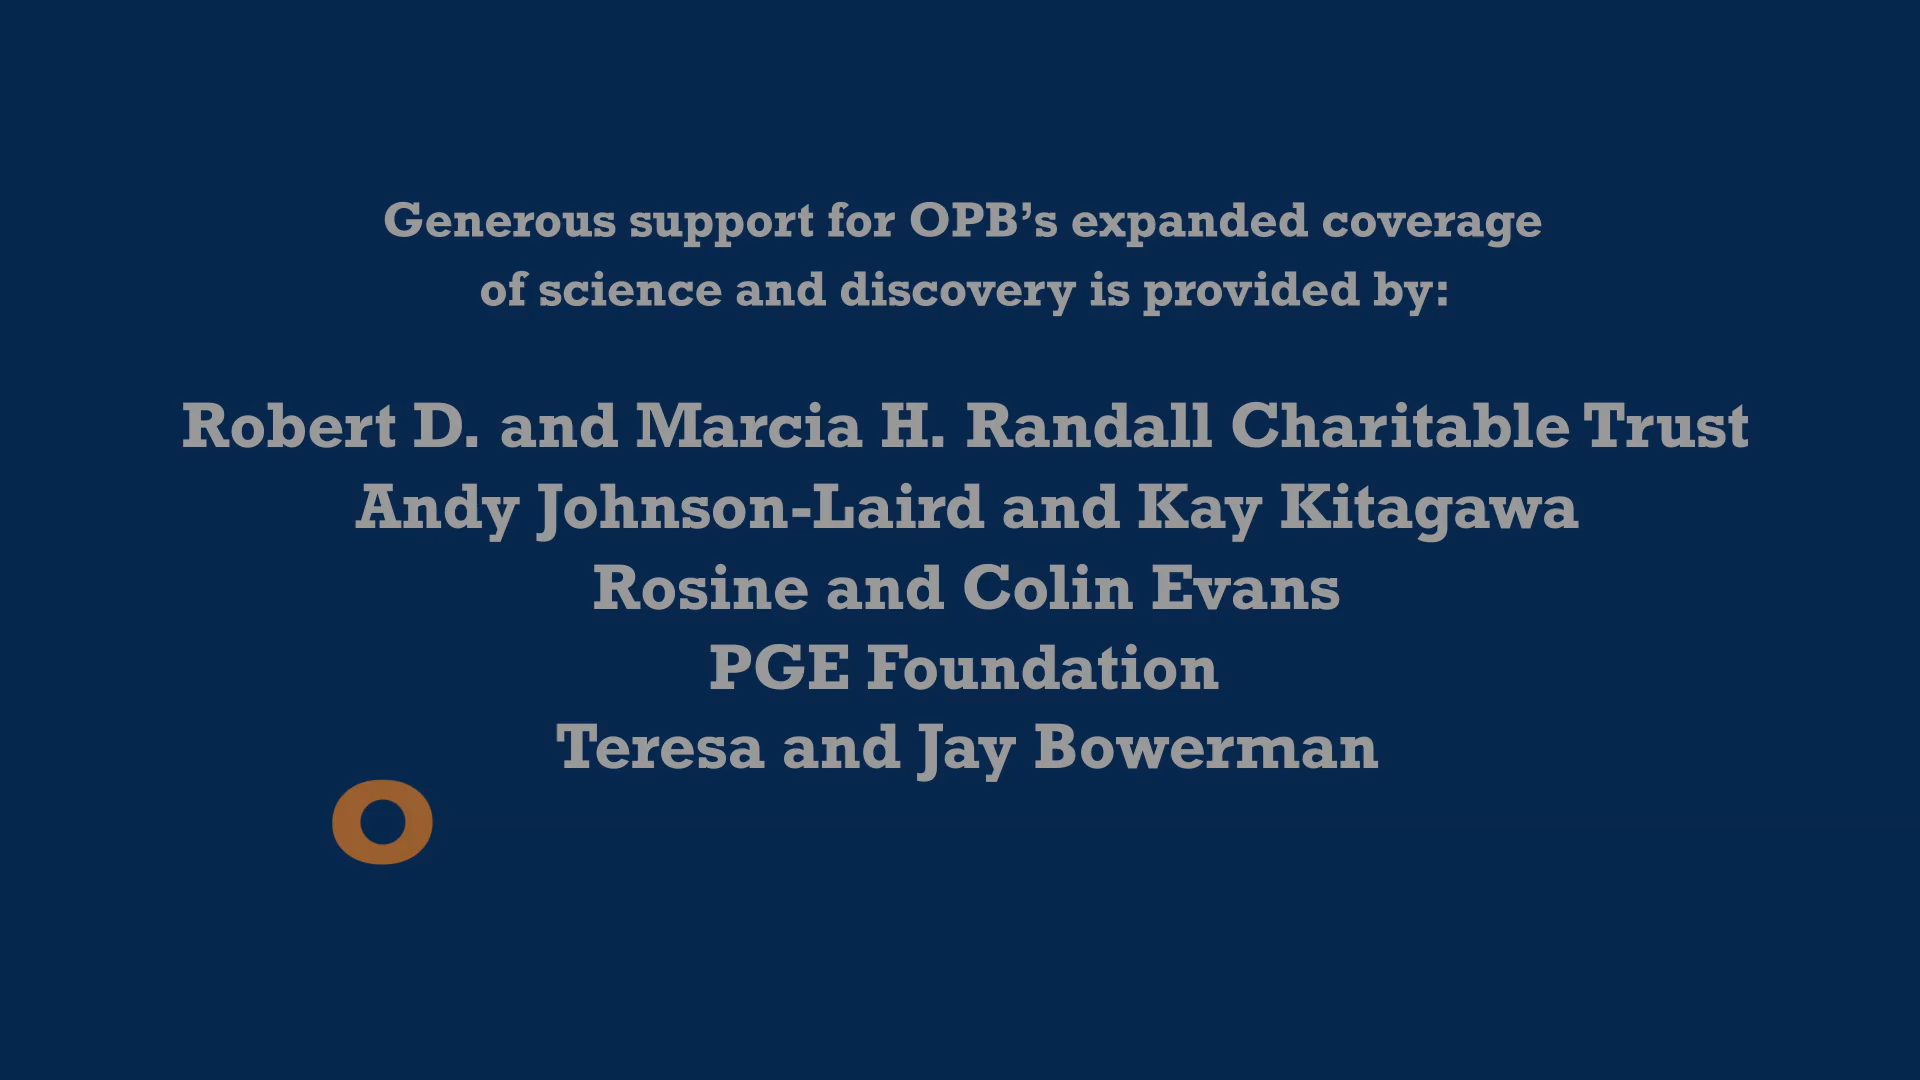 Generous support for OPB’s expanded coverage
of science and discovery is provided by:
Robert D. and Marcia H. Randall Charitable Trust
Andy Johnson-Laird and Kay Kitagawa
Rosine and Colin Evans
PGE Foundation
Teresa and Jay Bowerman
O